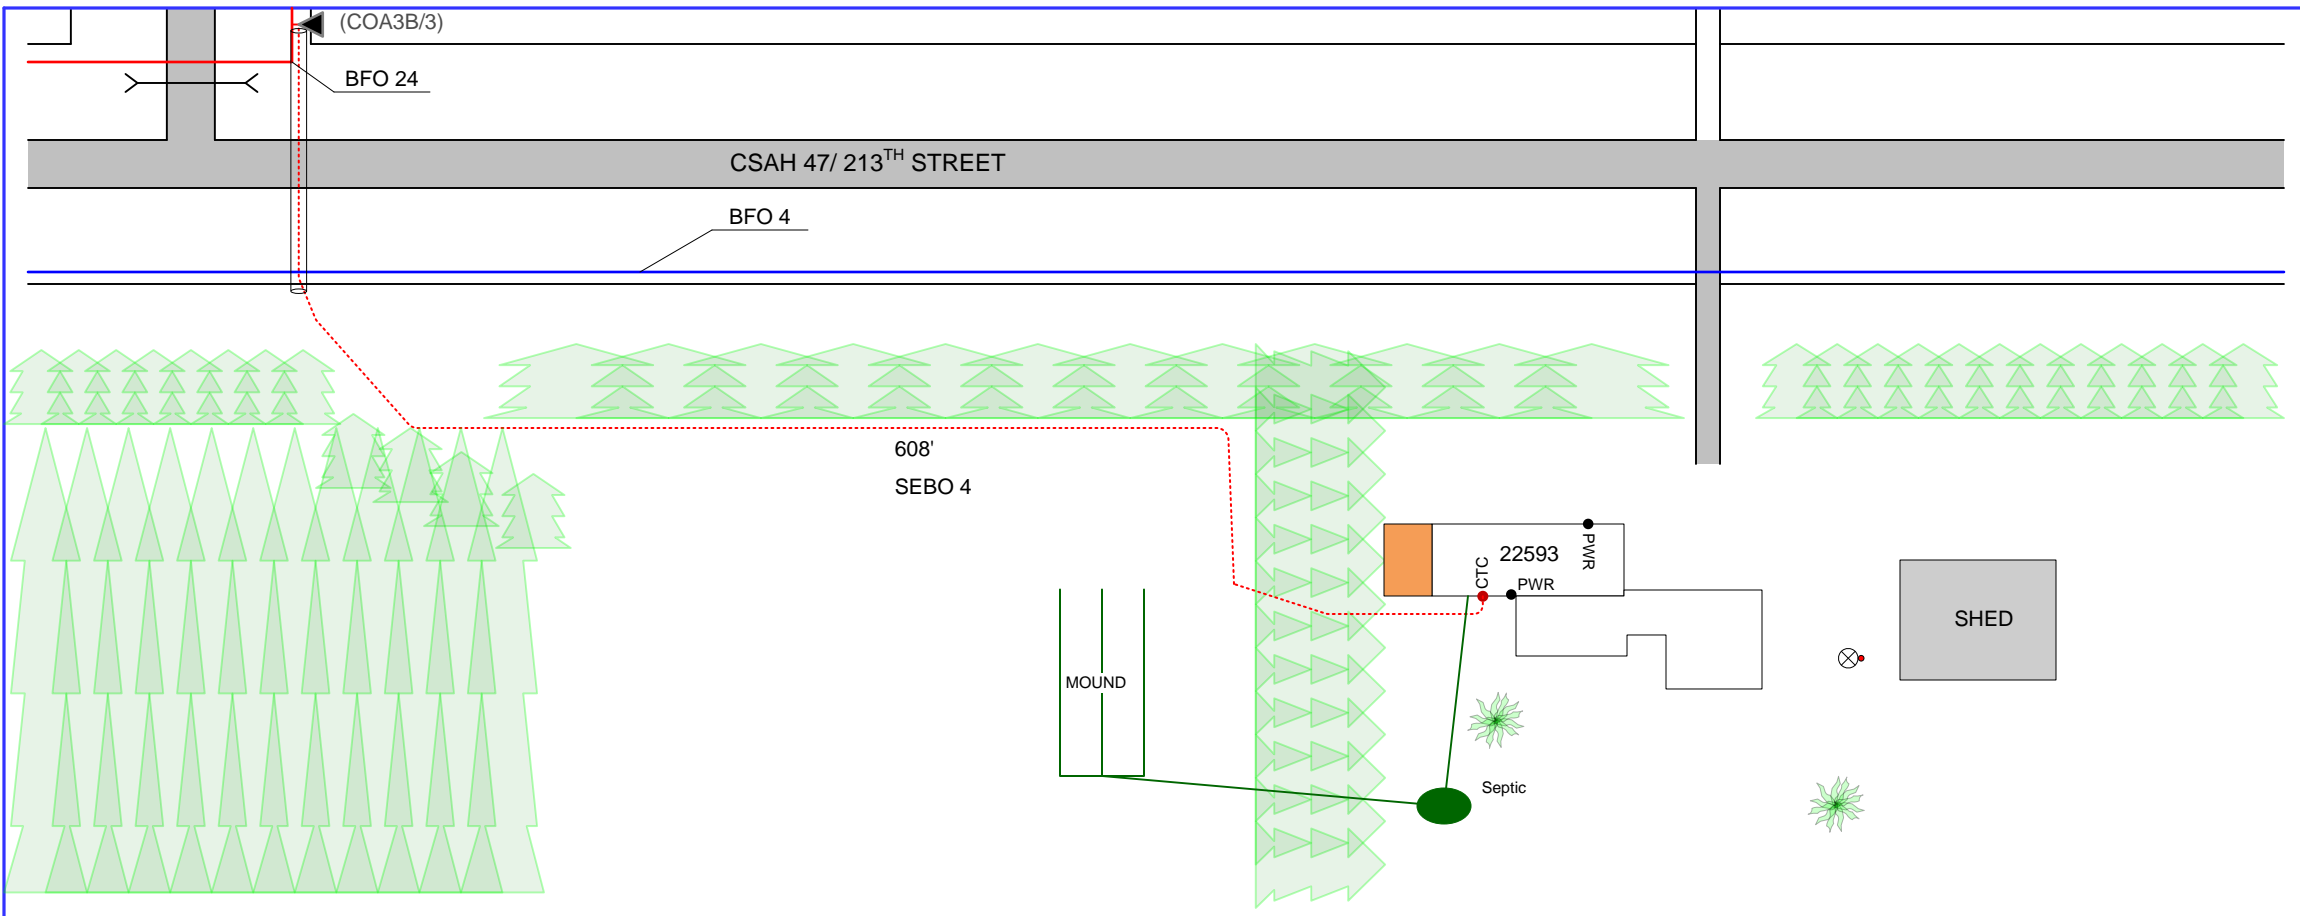 (COA3B/3)
BFO 24
CSAH 47/ 213TH STREET
BFO 4
608'
SEBO 4
22593
PWR
CTC
PWR
SHED
MOUND
Septic